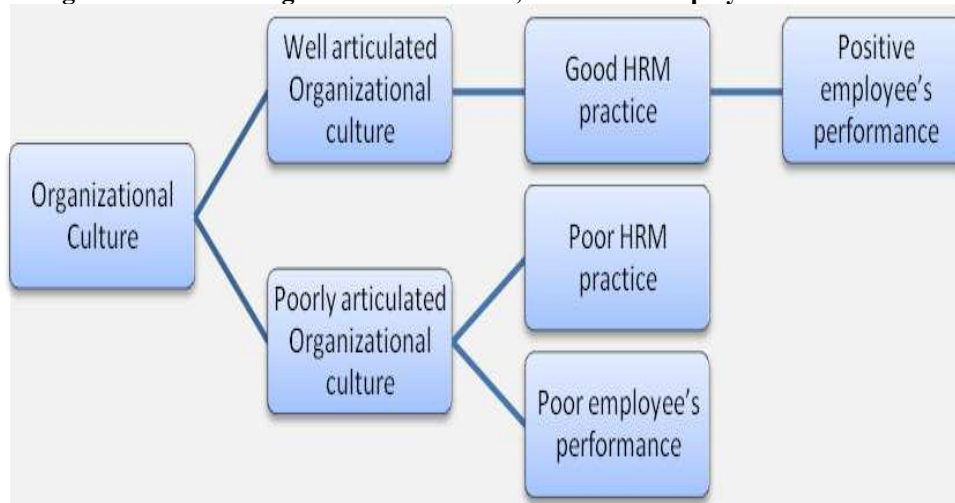 Well articulated
Organizational
culture
Good HRM
practice
Positive
employee's
performance
Organizational
Culture
Poor HRM
practice
Poorly articulated
Organizational
culture
Poor employee's
performance